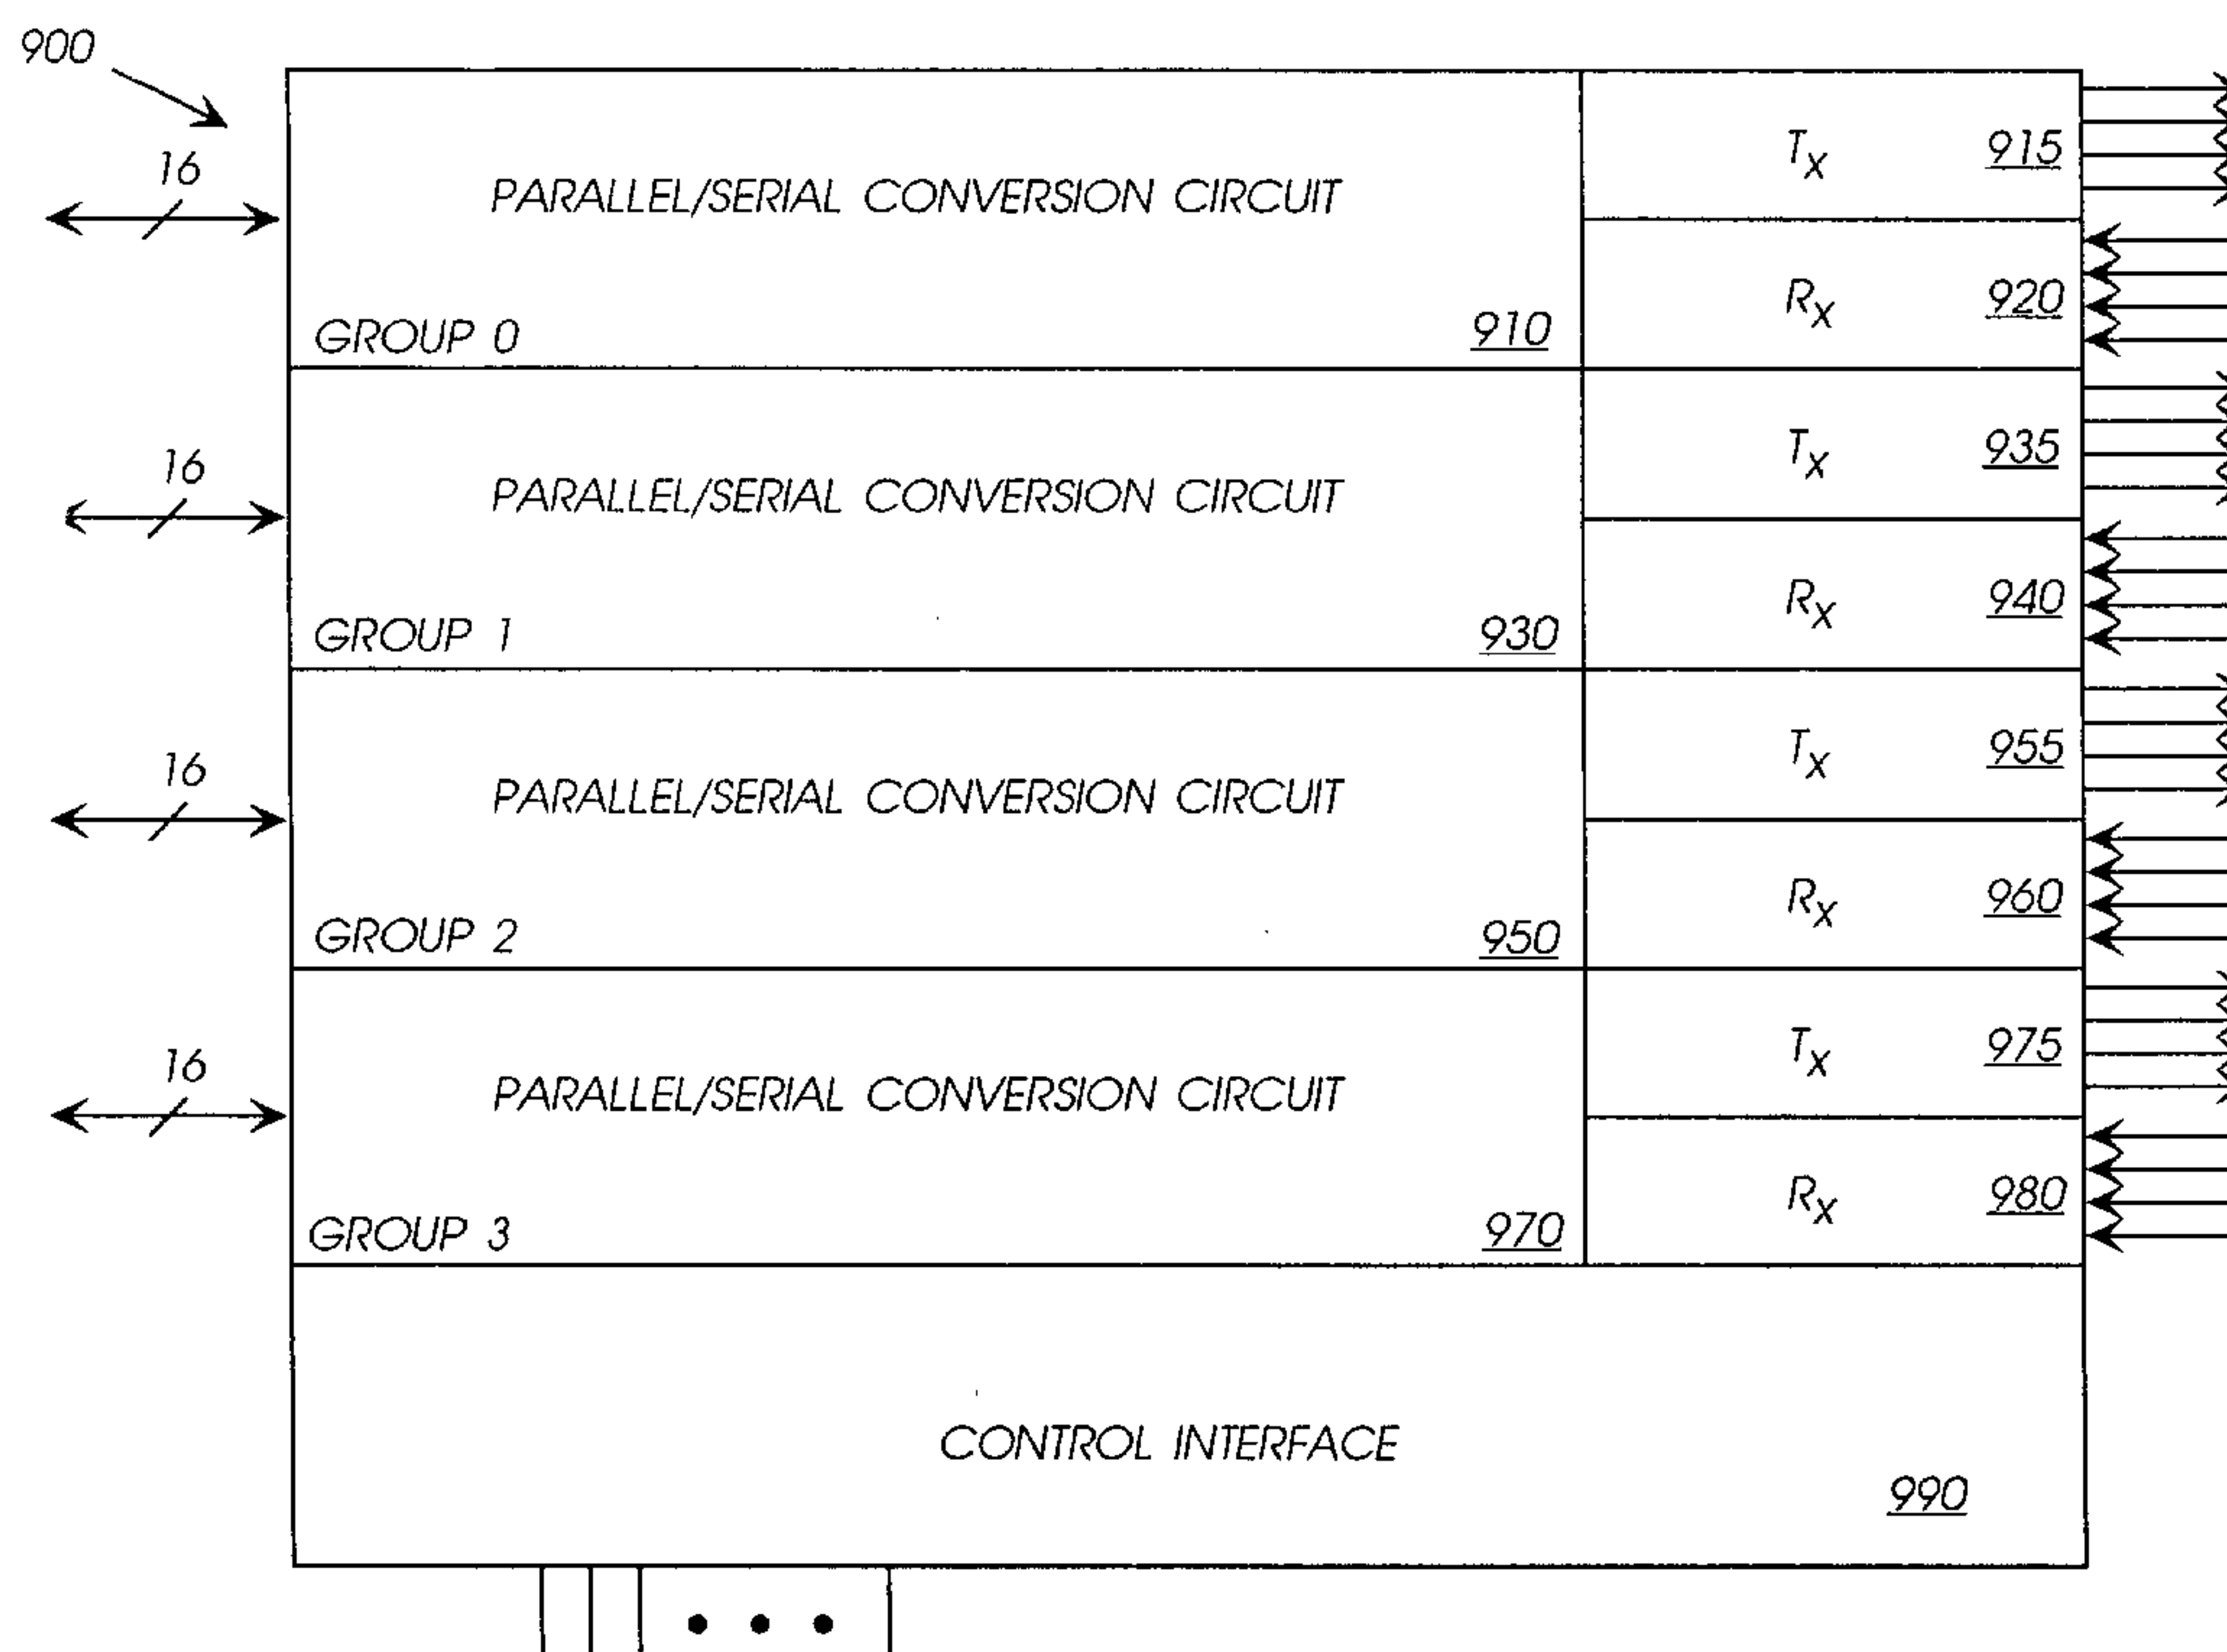 900
16
PARALLEL/SERIAL CONVERSION CIRCUIT
GROUP 0
910
TX
915
RX
920
16
PARALLEL/SERIAL CONVERSION CIRCUIT
GROUP 1
930
TX
935
RX
940
16
PARALLEL/SERIAL CONVERSION CIRCUIT
GROUP 2
950
TX
955
RX
960
16
PARALLEL/SERIAL CONVERSION CIRCUIT
GROUP 3
970
TX
975
RX
980
CONTROL INTERFACE
990